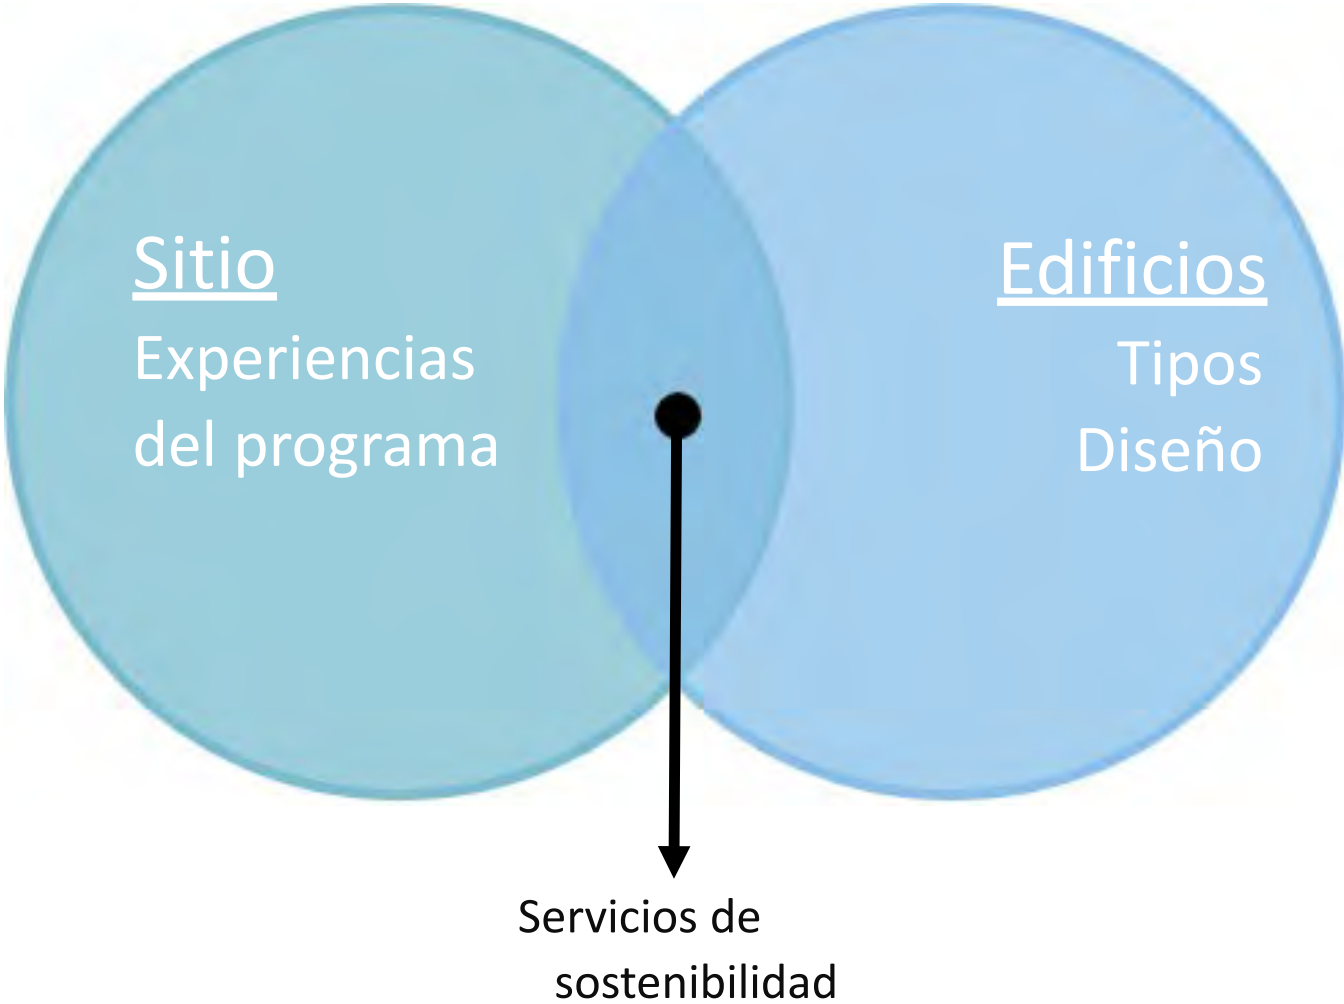 Sitio
Experiencias
del programa
Edificios
Tipos
Diseño
Servicios de
sostenibilidad